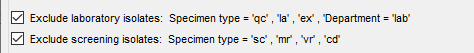 Exclude laboratory isolates:  Specimen type = 'qc' , 'la' , 'ex' , 'Department = 'lab'
Exclude screening isolates:  Specimen type = 'sc' , 'mr' , 'vr' , 'cd'